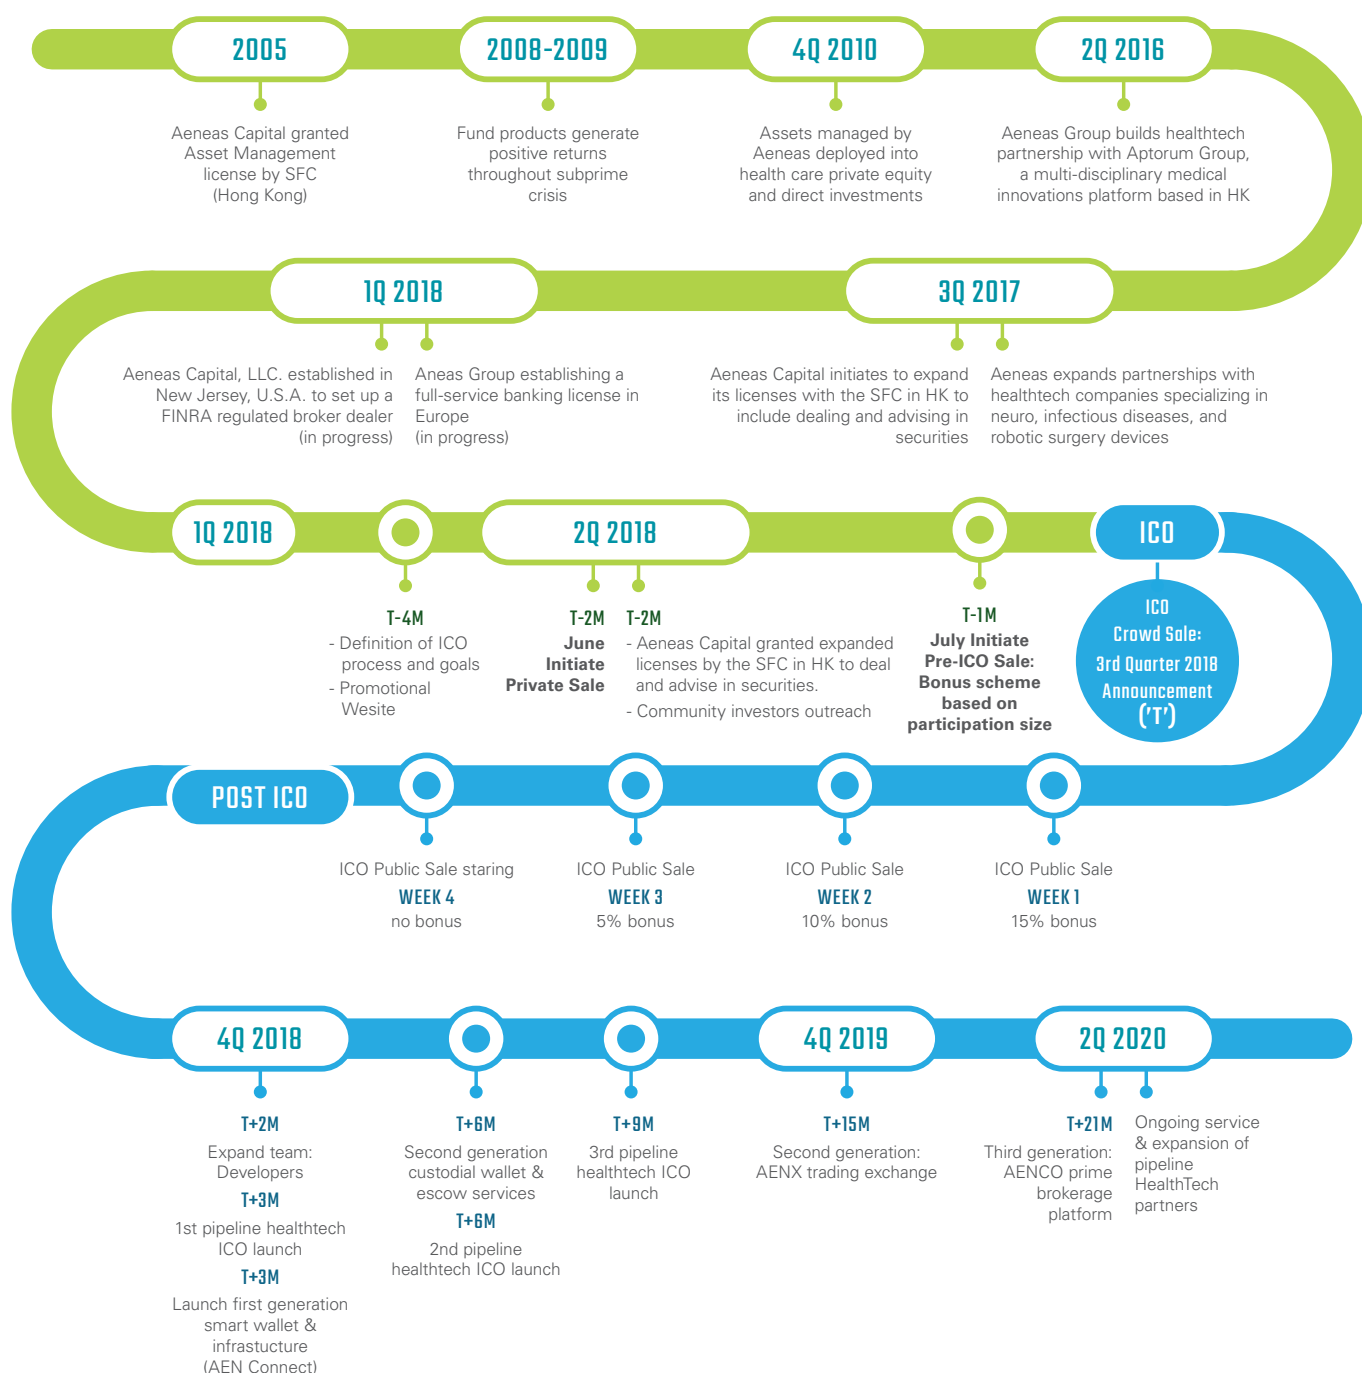 2005
Aeneas Capital granted
Asset Management
license by SFC
(Hong Kong)
2008-2009
Fund products generate
positive returns
throughout subprime
crisis
4Q 2010
Assets managed by
Aeneas deployed into
health care private equity
and direct investments
2Q 2016
Aeneas Group builds healthtech
partnership with Aptorum Group,
a multi-disciplinary medical
innovations platform based in HK
1Q 2018
Aeneas Capital, LLC. established in
New Jersey, U.S.A. to set up a
FINRA regulated broker dealer
(in progress)
Aneas Group establishing a
full-service banking license in
Europe
(in progress)
3Q 2017
Aeneas Capital initiates to expand
its licenses with the SFC in HK to
include dealing and advising in
securities
Aeneas expands partnerships with
healthtech companies specializing in
neuro, infectious diseases, and
robotic surgery devices
1Q 2018
T-4M
- Definition of ICO
process and goals
- Promotional
Wesite
2Q 2018
T-2M
June
Initiate
Private Sale
T-2M
- Aeneas Capital granted expanded
licenses by the SFC in HK to deal
and advise in securities.
- Community investors outreach
T-1M
July Initiate
Pre-ICO Sale:
Bonus scheme
based on
participation size
ICO
ICO
Crowd Sale:
3rd Quarter 2018
Announcement
('T')
POST ICO
ICO Public Sale staring
WEEK 4
no bonus
ICO Public Sale
WEEK 3
5% bonus
ICO Public Sale
WEEK 2
10% bonus
ICO Public Sale
WEEK 1
15% bonus
4Q 2018
T+2M
Expand team:
Developers
T+3M
1st pipeline healthtech
ICO launch
T+3M
Launch first generation
smart wallet &
infrastucture
(AEN Connect)
T+6M
Second generation
custodial wallet &
escow services
T+6M
2nd pipeline
healthtech ICO launch
T+9M
3rd pipeline
healthtech ICO
launch
4Q 2019
T+15M
Second generation:
AENX trading exchange
2Q 2020
T+21M
Third generation:
AENCO prime
brokerage
platform
Ongoing service
& expansion of
pipeline
HealthTech
partners